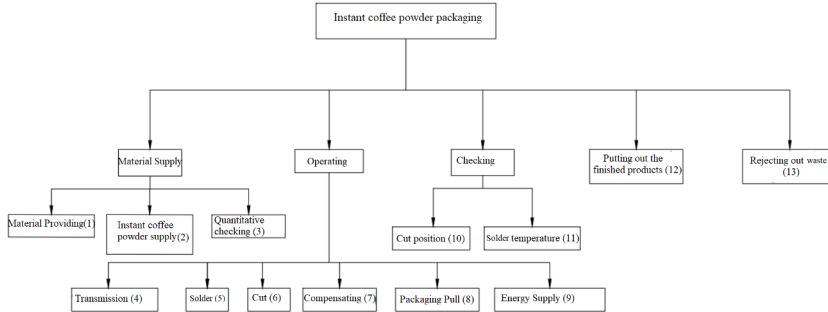 Instant coffee powder packaging
Material Supply
Operating
Checking
Putting out the
finished products (12)
Rejecting out waste
(13)
Material Providing(1)
Instant coffee
powder supply(2)
Quantitative
checking (3)
Cut position (10)
Solder temperature (11)
Transmission (4)
Solder (5)
Cut (6)
Compensating (7)
Packaging Pull (8)
Energy Supply (9)